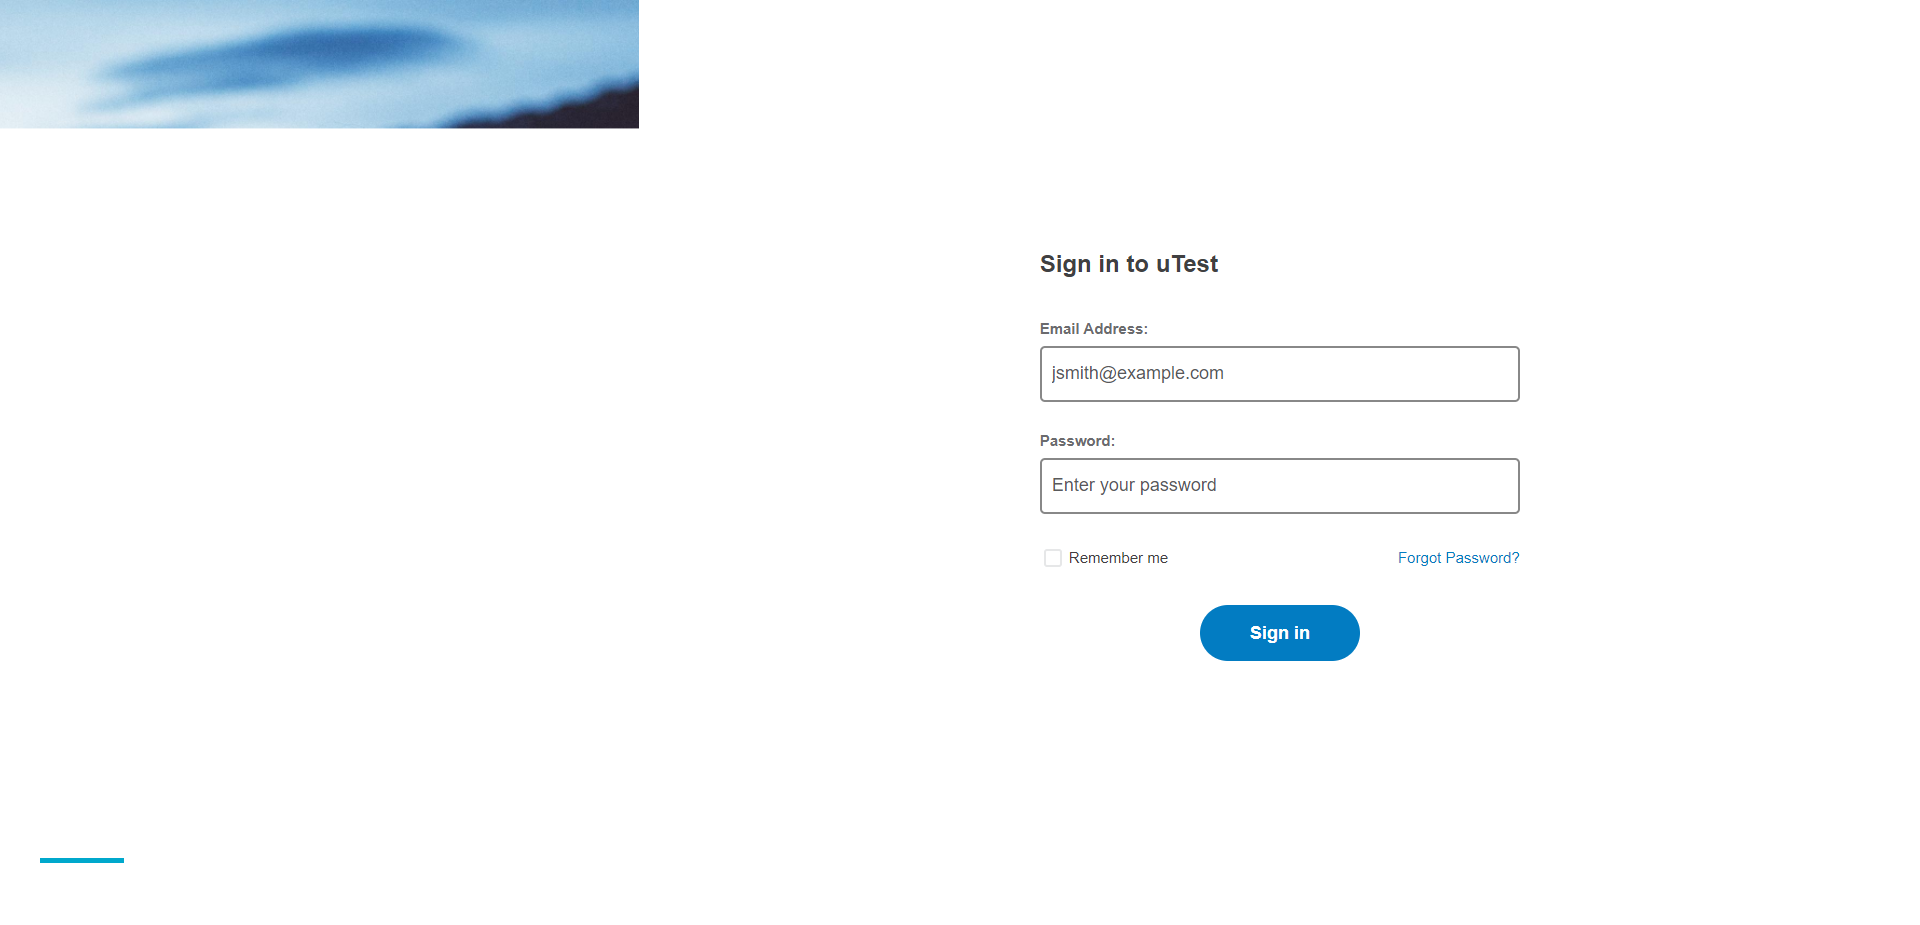 Sign in to uTest
Email Address:
jsmith@example.com
Password:
Enter your password
Remember me
Forgot Password?
Sign in